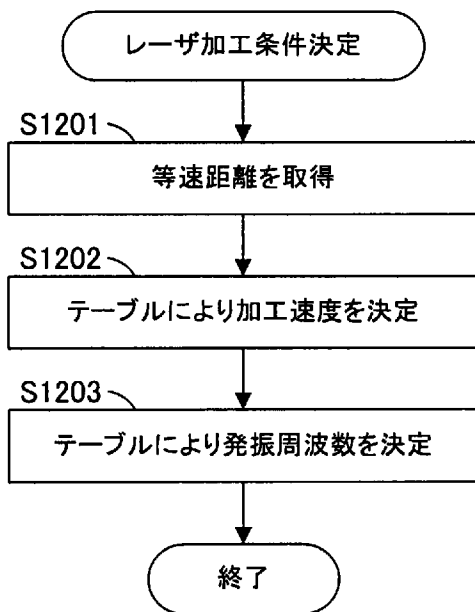 レーザ加工条件決定
S1201
等速距離を取得
S1202
テーブルにより加工速度を決定
S1203
テーブルにより発振周波数を決定
終了